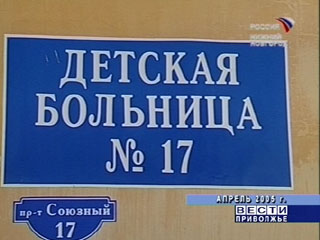 РОССИЯ
НИЖНИЙ
НОВГОРОД
ДЕТСКАЯ
БОЛЬНИЦА
№ 17
пр-т Союзный
17
АПРЕЛЬ 2005 г.
ВЕСТИ
ПРИВОЛЖЬЕ